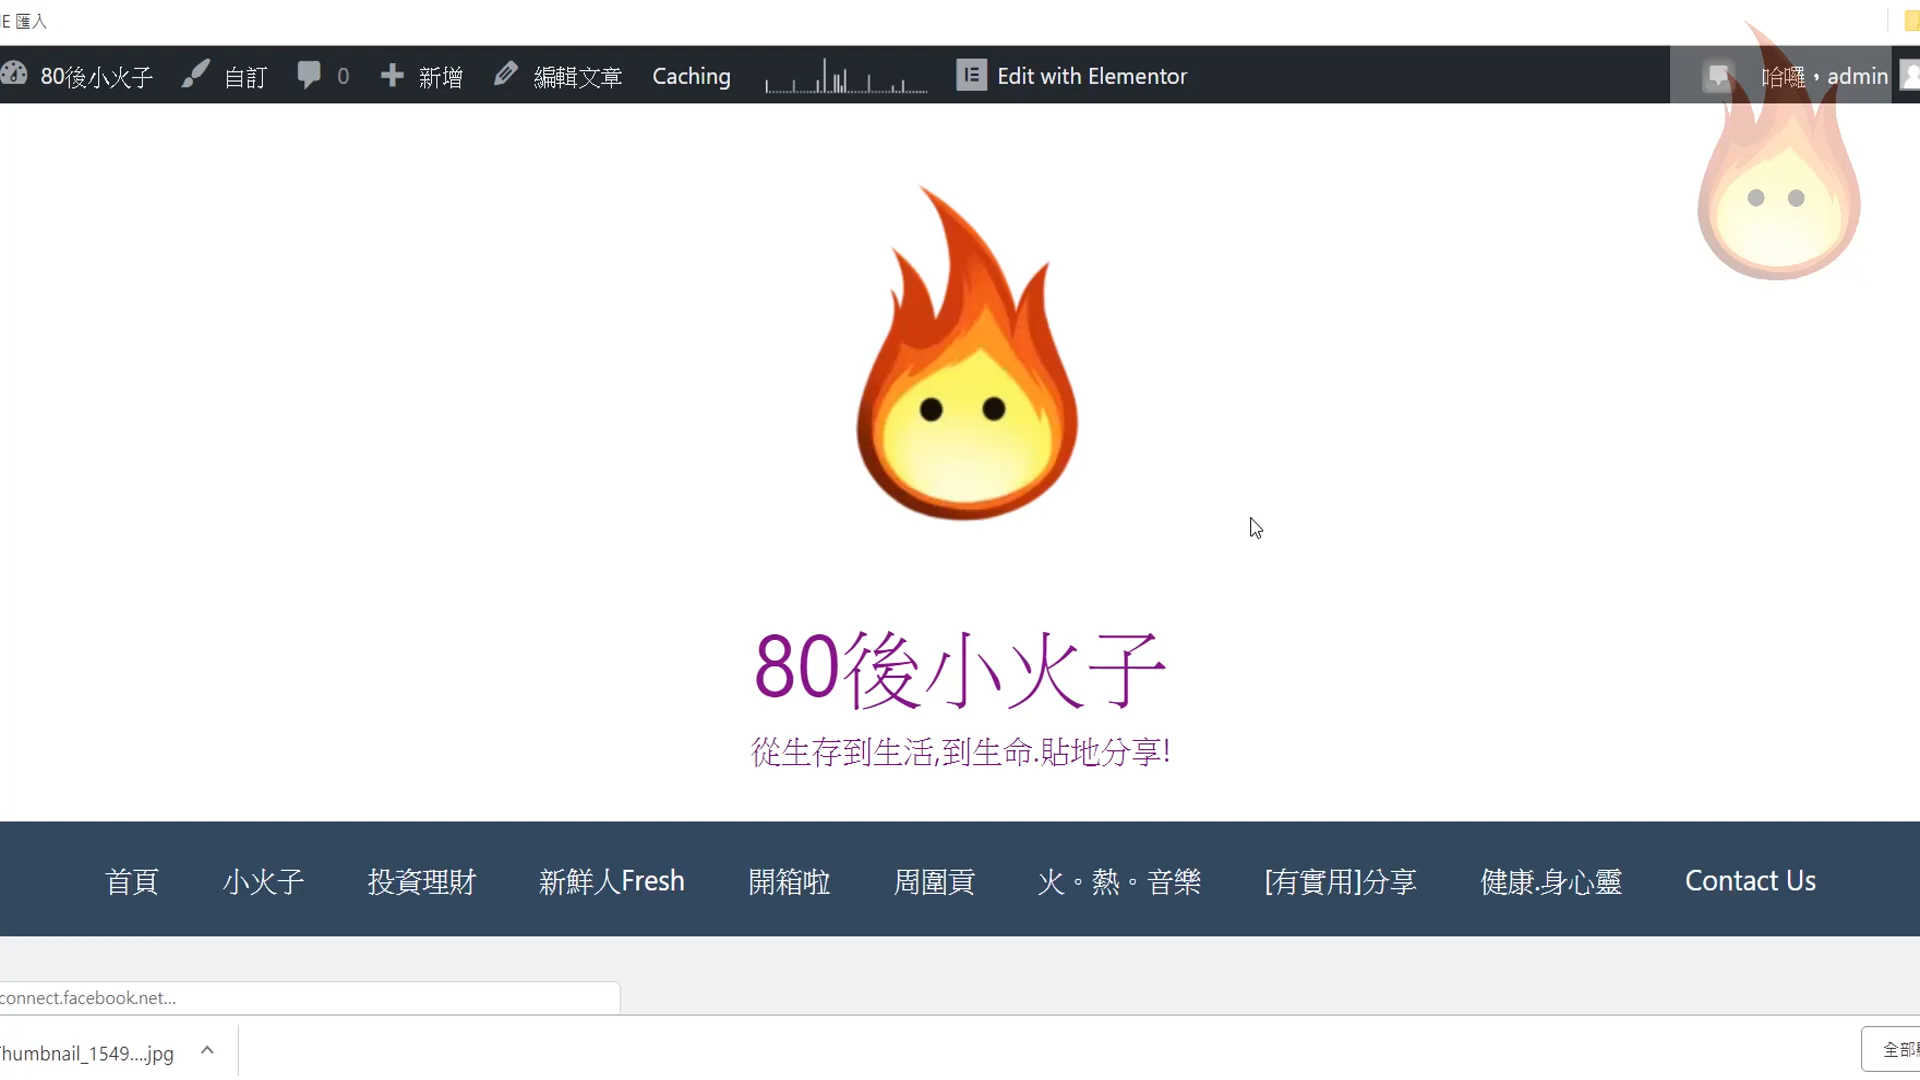 IE 匯入
80後小火子 自訂 0 新增 編輯文章 Caching Edit with Elementor 哈囉,admin
80後小火子
從生存到生活,到生命.貼地分享!
首頁 小火子 投資理財 新鮮人Fresh 開箱啦 周圍貢 火。熱。音樂 [有實用]分享 健康.身心靈 Contact Us
connect.facebook.net...
Thumbnail_1549....jpg 全部